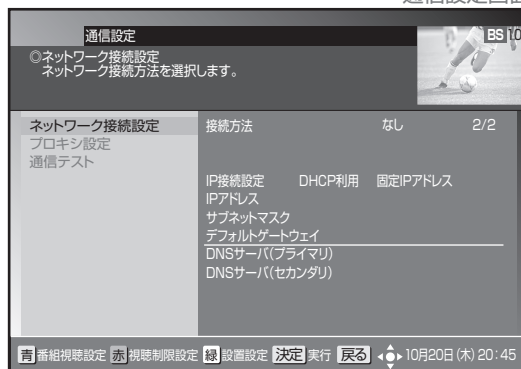 通信設定
BS
◎ネットワーク接続設定
ネットワーク接続方法を選択します。
ネットワーク接続設定
プロキシ設定
通信テスト
接続方法 なし 2/2
IP接続設定 DHCP利用 固定IPアドレス
IPアドレス
サブネットマスク
デフォルトゲートウェイ
DNSサーバ(プライマリ)
DNSサーバ(セカンダリ)
青 番組視聴設定 赤 視聴制限設定 緑 設置設定 決定 実行 戻る 10月20日(木) 20:45